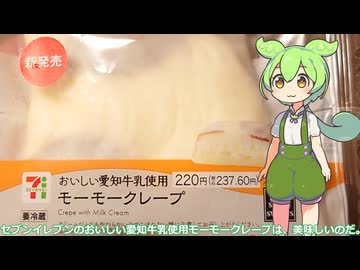 新発売
7
SEVEN
おいしい愛知牛乳使用 220円(税込237.60円)
モーモークレープ
要冷蔵
Crepe with Milk Cream
セブンイレブンのおいしい愛知牛乳使用モーモークレープは、美味しいのだ。